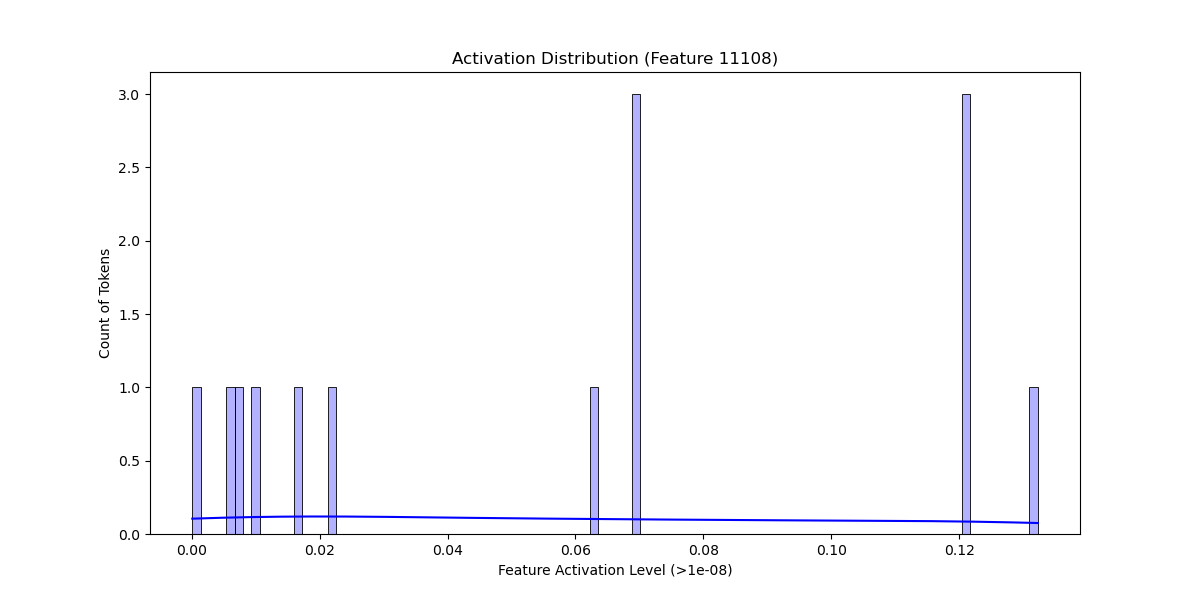 Activation Distribution (Feature 11108)
Count of Tokens
3.0
2.5
2.0
1.5
1.0
0.5
0.0
0.00 0.02 0.04 0.06 0.08 0.10 0.12
Feature Activation Level (>1e-08)